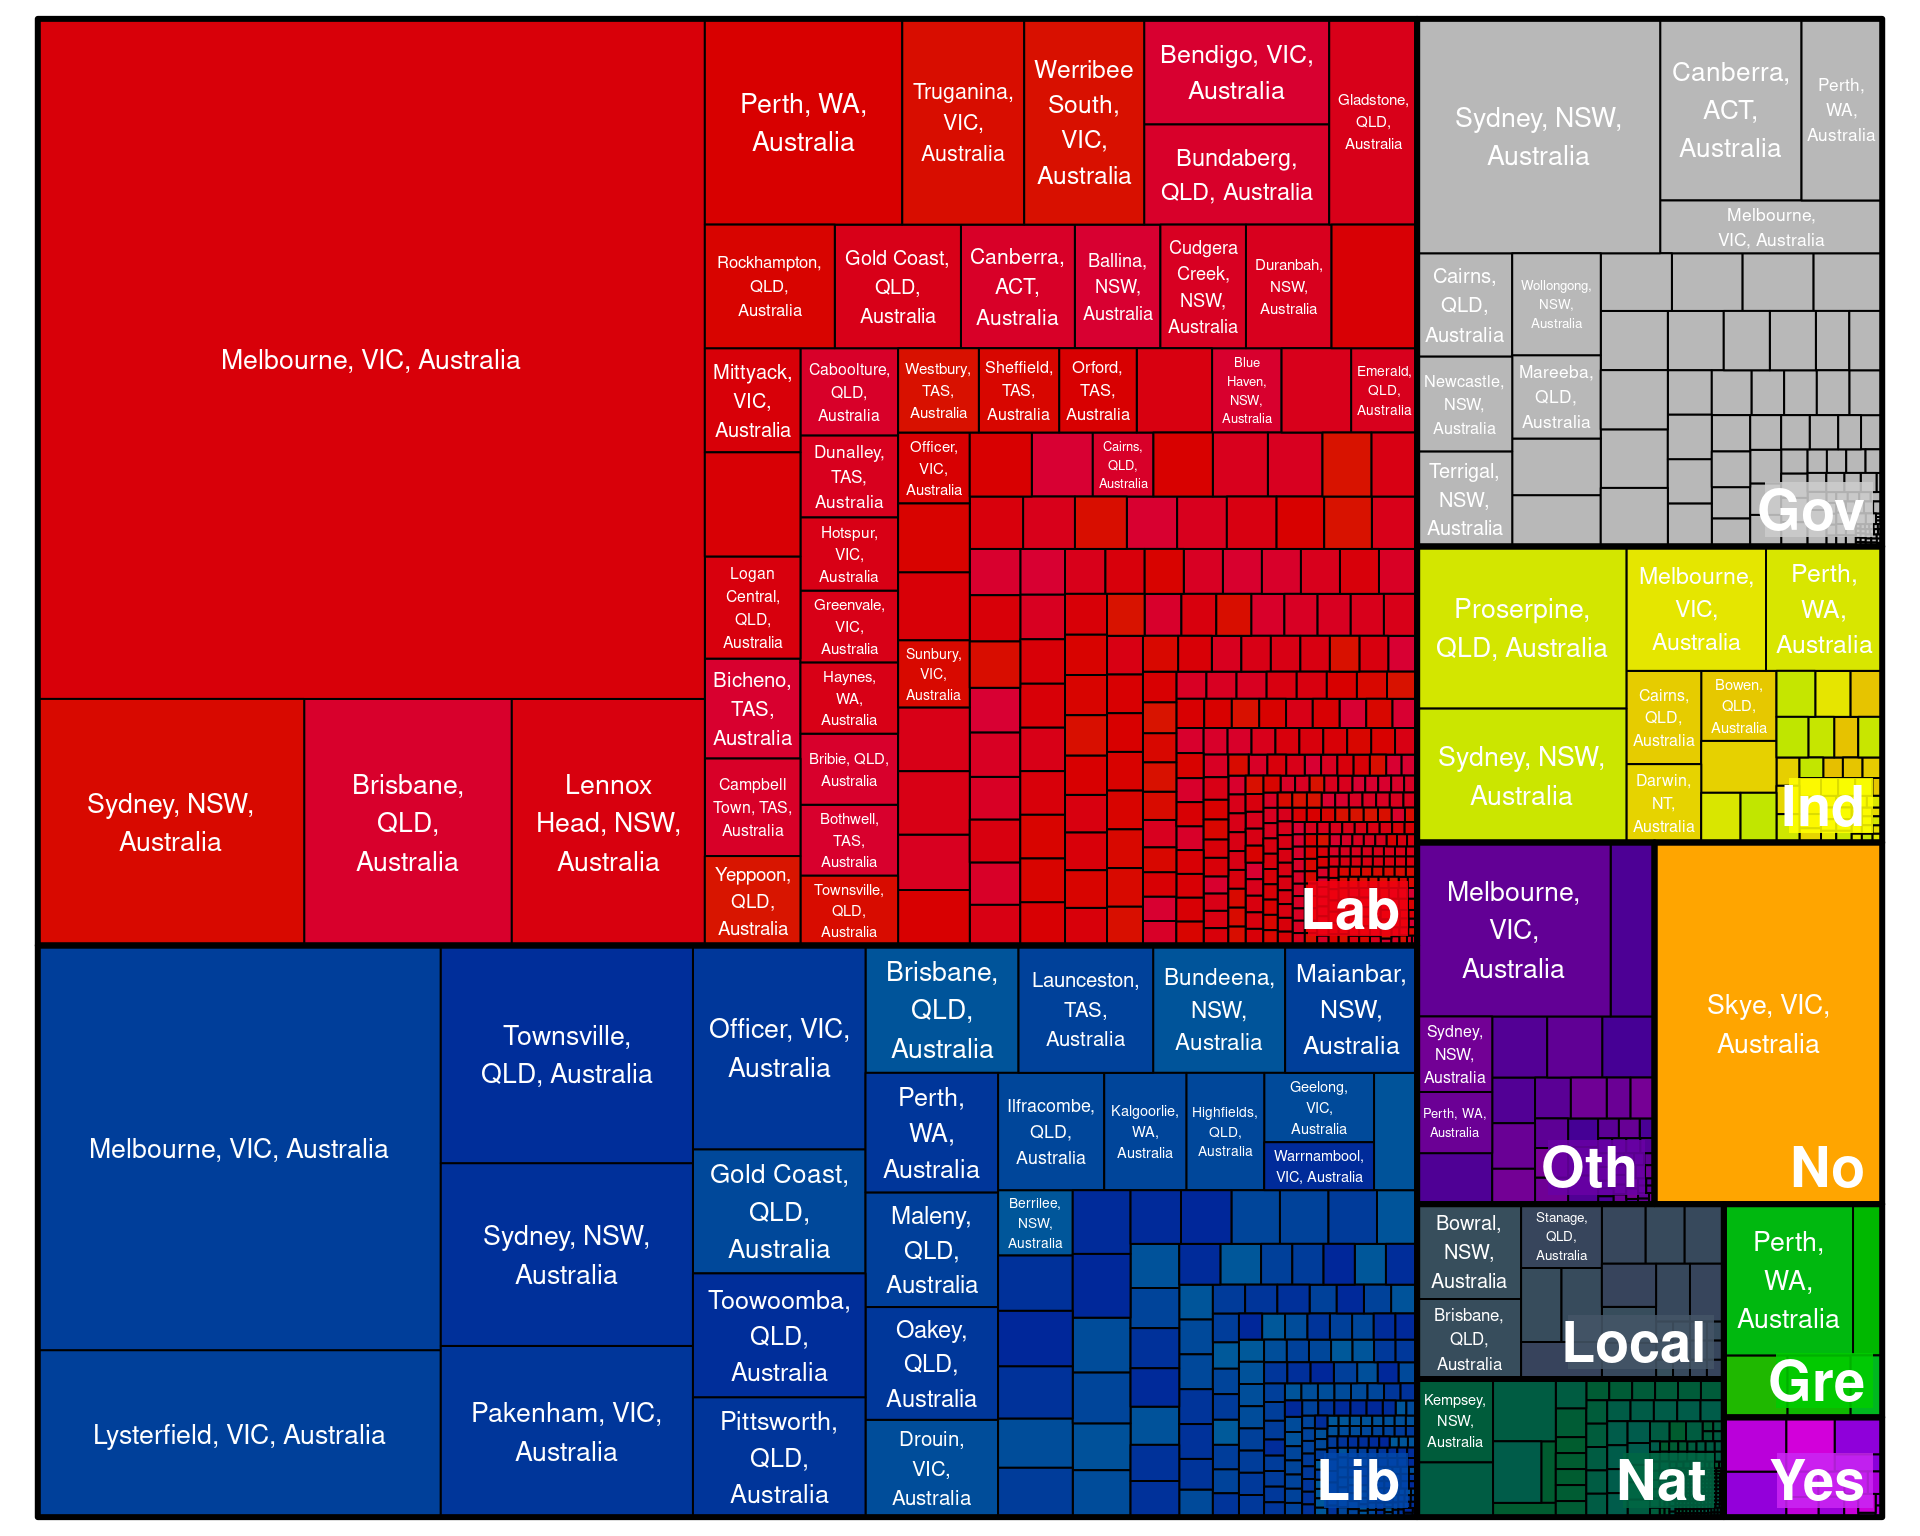 Melbourne, VIC, Australia
Sydney, NSW,
Australia
Brisbane,
QLD,
Australia
Lennox
Head, NSW,
Australia
Perth, WA,
Australia
Truganina,
VIC,
Australia
Werribee
South,
VIC,
Australia
Bendigo, VIC,
Australia
Bundaberg,
QLD, Australia
Gladstone,
QLD,
Australia
Rockhampton,
QLD,
Australia
Gold Coast,
QLD,
Australia
Canberra,
ACT,
Australia
Ballina,
NSW,
Australia
Cudgera
Creek,
NSW,
Australia
Duranbah,
NSW,
Australia
Mittyack,
VIC,
Australia
Logan
Central,
QLD,
Australia
Bicheno,
TAS,
Australia
Campbell
Town, TAS,
Australia
Yeppoon,
QLD,
Australia
Caboolture,
QLD,
Australia
Dunalley,
TAS,
Australia
Hotspur,
VIC,
Australia
Greenvale,
VIC,
Australia
Haynes,
WA,
Australia
Bribie, QLD,
Australia
Bothwell,
TAS,
Australia
Townsville,
QLD,
Australia
Westbury,
TAS,
Australia
Sheffield,
TAS,
Australia
Orford,
TAS,
Australia
Blue
Haven,
NSW,
Australia
Emerald,
QLD,
Australia
Officer,
VIC,
Australia
Cairns,
QLD,
Australia
Sunbury,
VIC,
Australia
Lab
Melbourne, VIC, Australia
Lysterfield, VIC, Australia
Townsville,
QLD, Australia
Sydney, NSW,
Australia
Pakenham, VIC,
Australia
Officer, VIC,
Australia
Gold Coast,
QLD,
Australia
Toowoomba,
QLD,
Australia
Pittsworth,
QLD,
Australia
Brisbane,
QLD,
Australia
Launceston,
TAS,
Australia
Bundeena,
NSW,
Australia
Maianbar,
NSW,
Australia
Perth,
WA,
Australia
Maleny,
QLD,
Australia
Oakey,
QLD,
Australia
Drouin,
VIC,
Australia
Ilfracombe,
QLD,
Australia
Kalgoorlie,
WA,
Australia
Highfields,
QLD,
Australia
Geelong,
VIC,
Australia
Warrnambool,
VIC, Australia
Berrilee,
NSW,
Australia
Lib
Sydney, NSW,
Australia
Canberra,
ACT,
Australia
Perth,
WA,
Australia
Melbourne,
VIC, Australia
Cairns,
QLD,
Australia
Newcastle,
NSW,
Australia
Terrigal,
NSW,
Australia
Wollongong,
NSW,
Australia
Mareeba,
QLD,
Australia
Gov
Proserpine,
QLD, Australia
Sydney, NSW,
Australia
Melbourne,
VIC,
Australia
Perth,
WA,
Australia
Cairns,
QLD,
Australia
Darwin,
NT,
Australia
Bowen,
QLD,
Australia
Ind
Melbourne,
VIC,
Australia
Sydney,
NSW,
Australia
Perth, WA,
Australia
Oth
Skye, VIC,
Australia
No
Bowral,
NSW,
Australia
Brisbane,
QLD,
Australia
Stanage,
QLD,
Australia
Local
Perth,
WA,
Australia
Gre
Kempsey,
NSW,
Australia
Nat
Yes